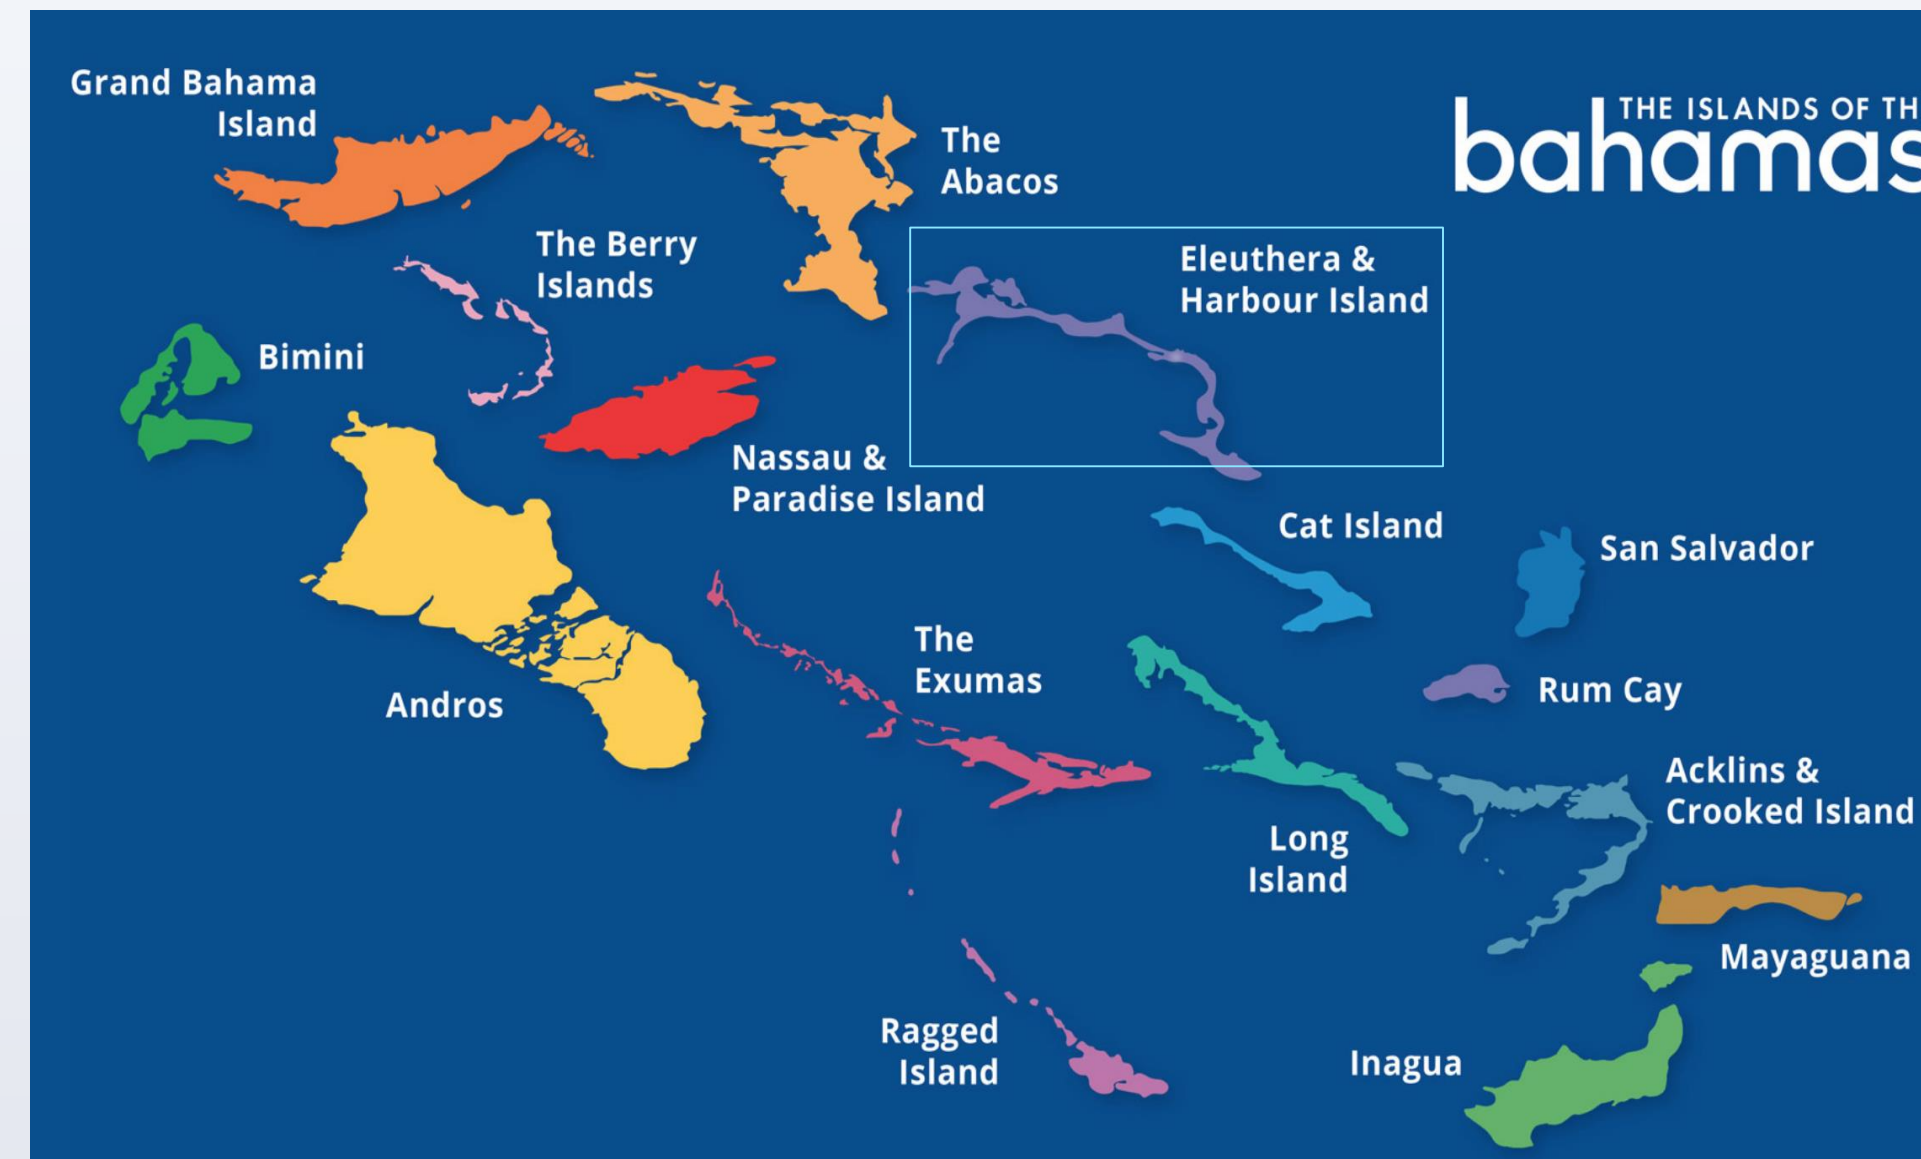 Grand Bahama
Island
The
Abacos
THE ISLANDS OF TH
bahamas
The Berry
Islands
Eleuthera &
Harbour Island
Bimini
Nassau &
Paradise Island
Cat Island
San Salvador
The
Exumas
Rum Cay
Andros
Acklins &
Crooked Island
Long
Island
Mayaguana
Ragged
Island
Inagua